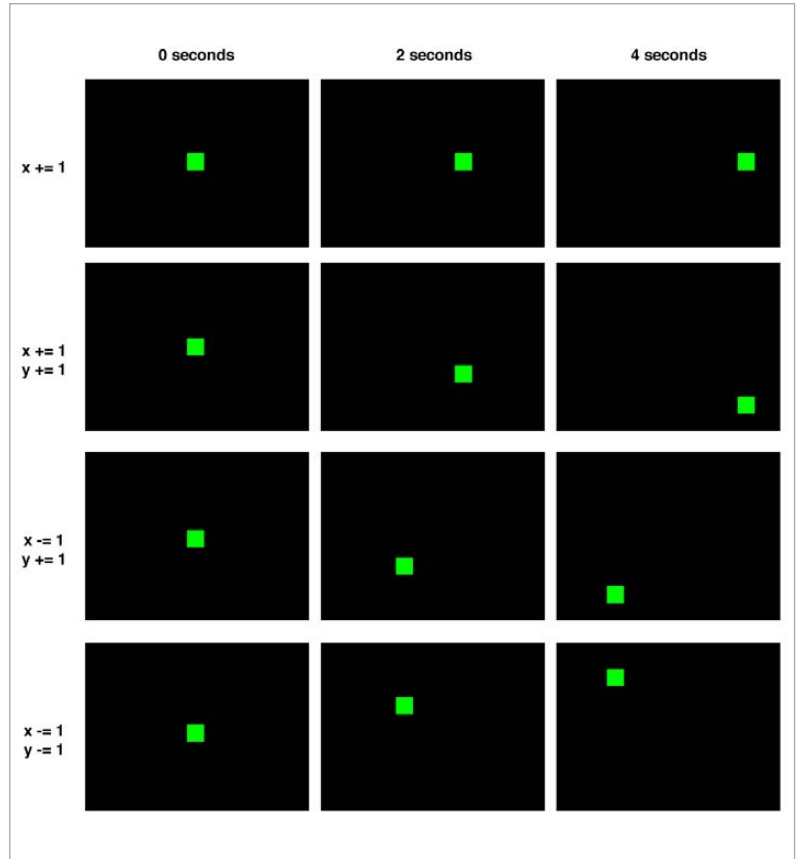 0 seconds
2 seconds
4 seconds
x += 1
x += 1
y += 1
x -= 1
y += 1
x -= 1
y -= 1